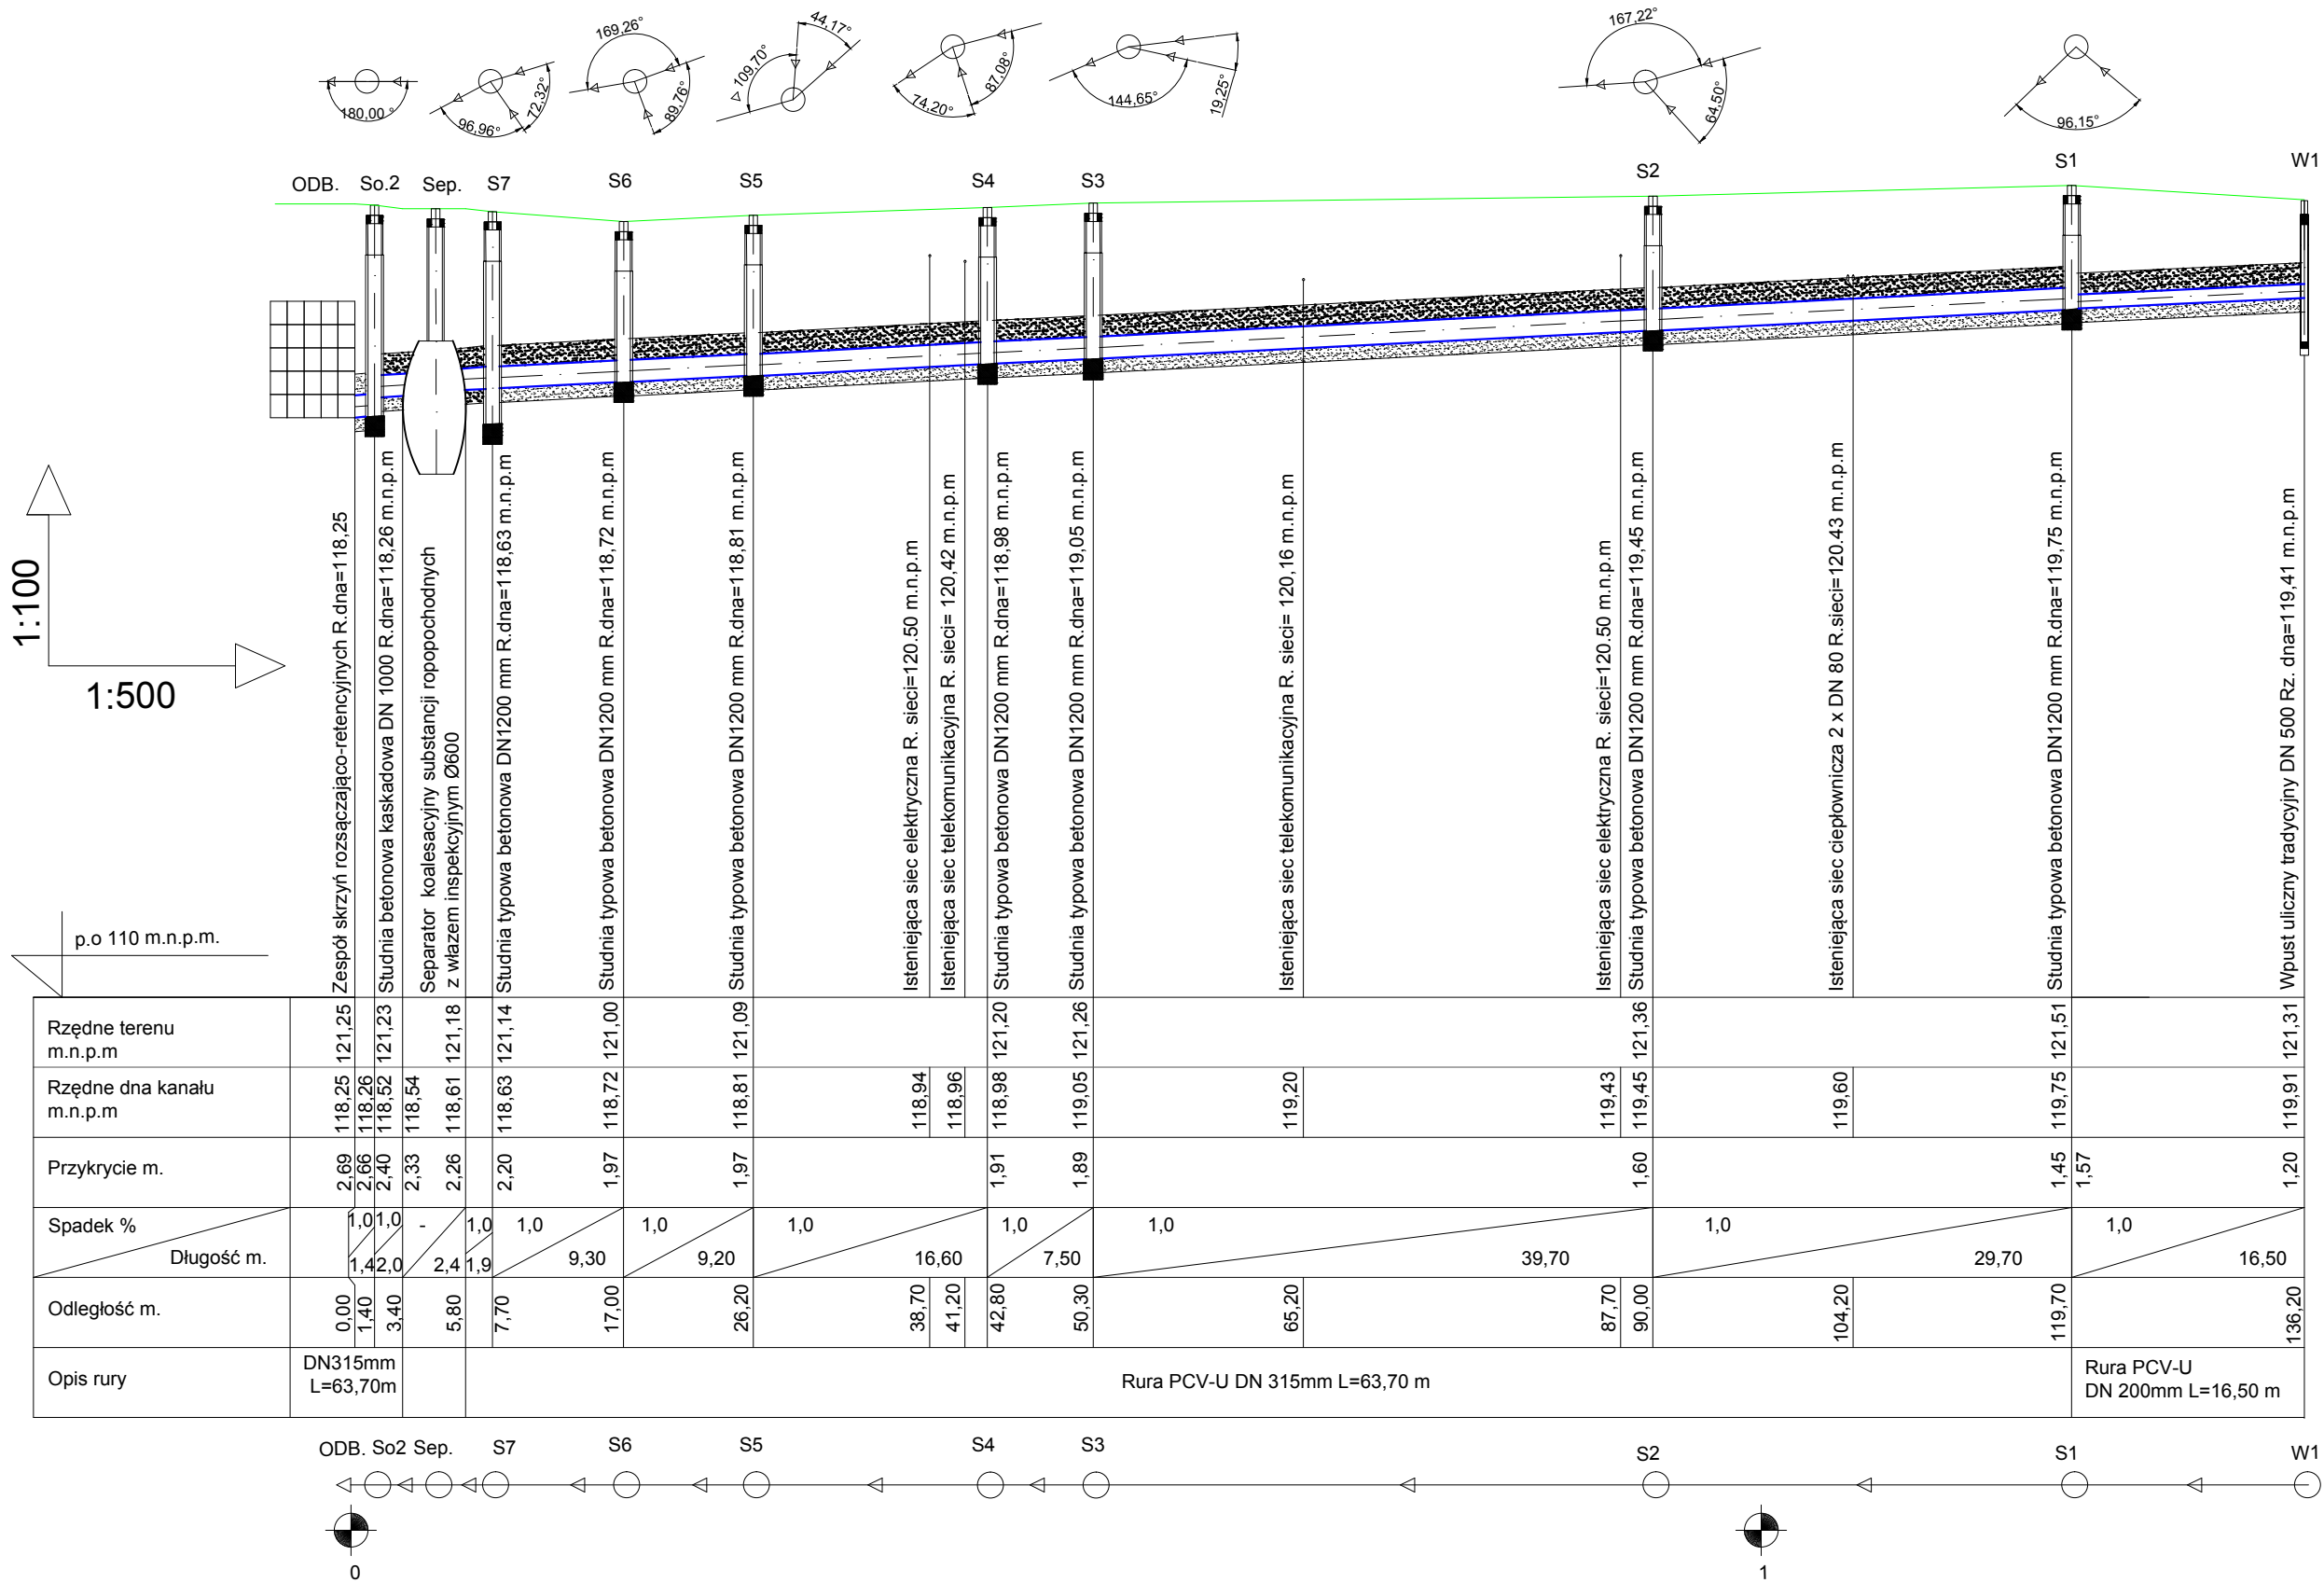 169,26°
44,17°
167,22°
109,70°
72,32°
87,08°
180,00 °
96,96°
89,76°
74,20°
144,65°
19,25°
64,50°
96,15°
ODB. So.2 Sep. S7 S6 S5 S4 S3 S2 S1 W1
1:100
1:500
p.o 110 m.n.p.m.
Zespół skrzyń rozsączająco-retencyjnych R.dna=118,25
Studnia betonowa kaskadowa DN 1000 R.dna=118,26 m.n.p.m
Separator koalesacyjny substancji ropopochodnych
z włazem inspekcyjnym Ø600
Studnia typowa betonowa DN1200 mm R.dna=118,63 m.n.p.m
Studnia typowa betonowa DN1200 mm R.dna=118,72 m.n.p.m
Studnia typowa betonowa DN1200 mm R.dna=118,81 m.n.p.m
Isteniejąca siec elektryczna R. sieci=120.50 m.n.p.m
Isteniejąca siec telekomunikacyjna R. sieci= 120,42 m.n.p.m
Studnia typowa betonowa DN1200 mm R.dna=118,98 m.n.p.m
Studnia typowa betonowa DN1200 mm R.dna=119,05 m.n.p.m
Isteniejąca siec telekomunikacyjna R. sieci= 120,16 m.n.p.m
Isteniejąca siec elektryczna R. sieci=120.50 m.n.p.m
Studnia typowa betonowa DN1200 mm R.dna=119,45 m.n.p.m
Isteniejąca siec ciepłownicza 2 x DN 80 R.sieci=120.43 m.n.p.m
Studnia typowa betonowa DN1200 mm R.dna=119,75 m.n.p.m
Wpust uliczny tradycyjny DN 500 Rz. dna=119,41 m.n.p.m
Rzędne terenu
m.n.p.m
121,25 121,23 121,18 121,14 121,00 121,09 121,20 121,26 121,36 121,51 121,31
Rzędne dna kanału
m.n.p.m
118,25 118,26 118,52 118,54 118,61 118,63 118,72 118,81 118,94 118,96 118,98 119,05 119,20 119,43 119,45 119,60 119,75 119,91
Przykrycie m.
2,69 2,66 2,40 2,33 2,26 2,20 1,97 1,97 1,91 1,89 1,60 1,45 1,57 1,20
Spadek %
1,0 1,0 - 1,0 1,0 1,0 1,0 1,0 1,0 1,0 1,0
Długość m.
1,4 2,0 2,4 1,9 9,30 9,20 16,60 7,50 39,70 29,70 16,50
Odległość m.
0,00 1,40 3,40 5,80 7,70 17,00 26,20 38,70 41,20 42,80 50,30 65,20 87,70 90,00 104,20 119,70 136,20
Opis rury
DN315mm
L=63,70m
Rura PCV-U DN 315mm L=63,70 m
Rura PCV-U
DN 200mm L=16,50 m
ODB. So2 Sep. S7 S6 S5 S4 S3 S2 S1 W1
0 1